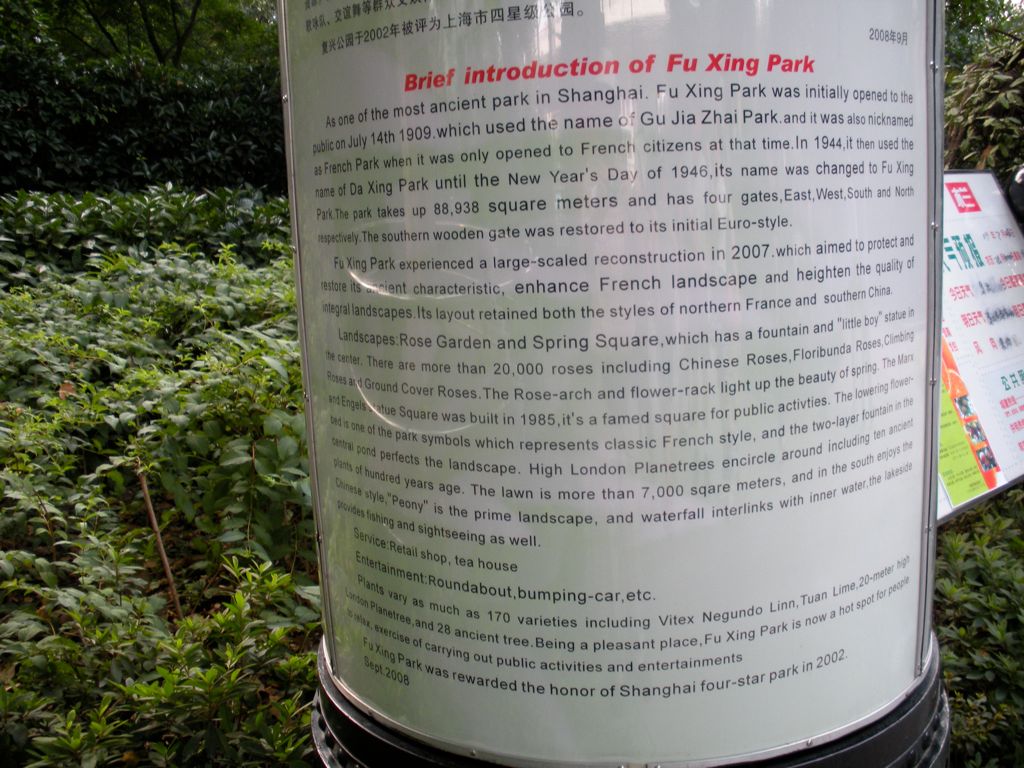 歌咏队、交谊舞等群众文娱
复兴公园于2002年被评为上海市四星级公园。
2008年9月
Brief introduction of Fu Xing Park
As one of the most ancient park in Shanghai. Fu Xing Park was initially opened to the
public on July 14th 1909.which used the name of Gu Jia Zhai Park.and it was also nicknamed
as French Park when it was only opened to French citizens at that time.In 1944,it then used the
name of Da Xing Park until the New Year's Day of 1946,its name was changed to Fu Xing
Park.The park takes up 88,938 square meters and has four gates,East,West,South and North
respectively.The southern wooden gate was restored to its initial Euro-style.
Fu Xing Park experienced a large-scaled reconstruction in 2007.which aimed to protect and
restore its ancient characteristic, enhance French landscape and heighten the quality of
integral landscapes.Its layout retained both the styles of northern France and southern China.
Landscapes:Rose Garden and Spring Square,which has a fountain and "little boy" statue in
the center. There are more than 20,000 roses including Chinese Roses,Floribunda Roses,Climbing
Roses and Ground Cover Roses.The Rose-arch and flower-rack light up the beauty of spring. The Marx
and Engels statue Square was built in 1985,it's a famed square for public activties. The lowering flower-
bed is one of the park symbols which represents classic French style, and the two-layer fountain in the
central pond perfects the landscape. High London Planetrees encircle around including ten ancient
plants of hundred years age. The lawn is more than 7,000 sqare meters, and in the south enjoys the
Chinese style,"Peony" is the prime landscape, and waterfall interlinks with inner water,the lakeside
provides fishing and sightseeing as well.
Service:Retail shop, tea house
Entertainment:Roundabout,bumping-car,etc.
Plants vary as much as 170 varieties including Vitex Negundo Linn,Tuan Lime,20-meter high
London Planetree,and 28 ancient tree.Being a pleasant place,Fu Xing Park is now a hot spot for people
to relax, exercise of carrying out public activities and entertainments
Fu Xing Park was rewarded the honor of Shanghai four-star park in 2002.
Sept.2008
今日天气
明日天气